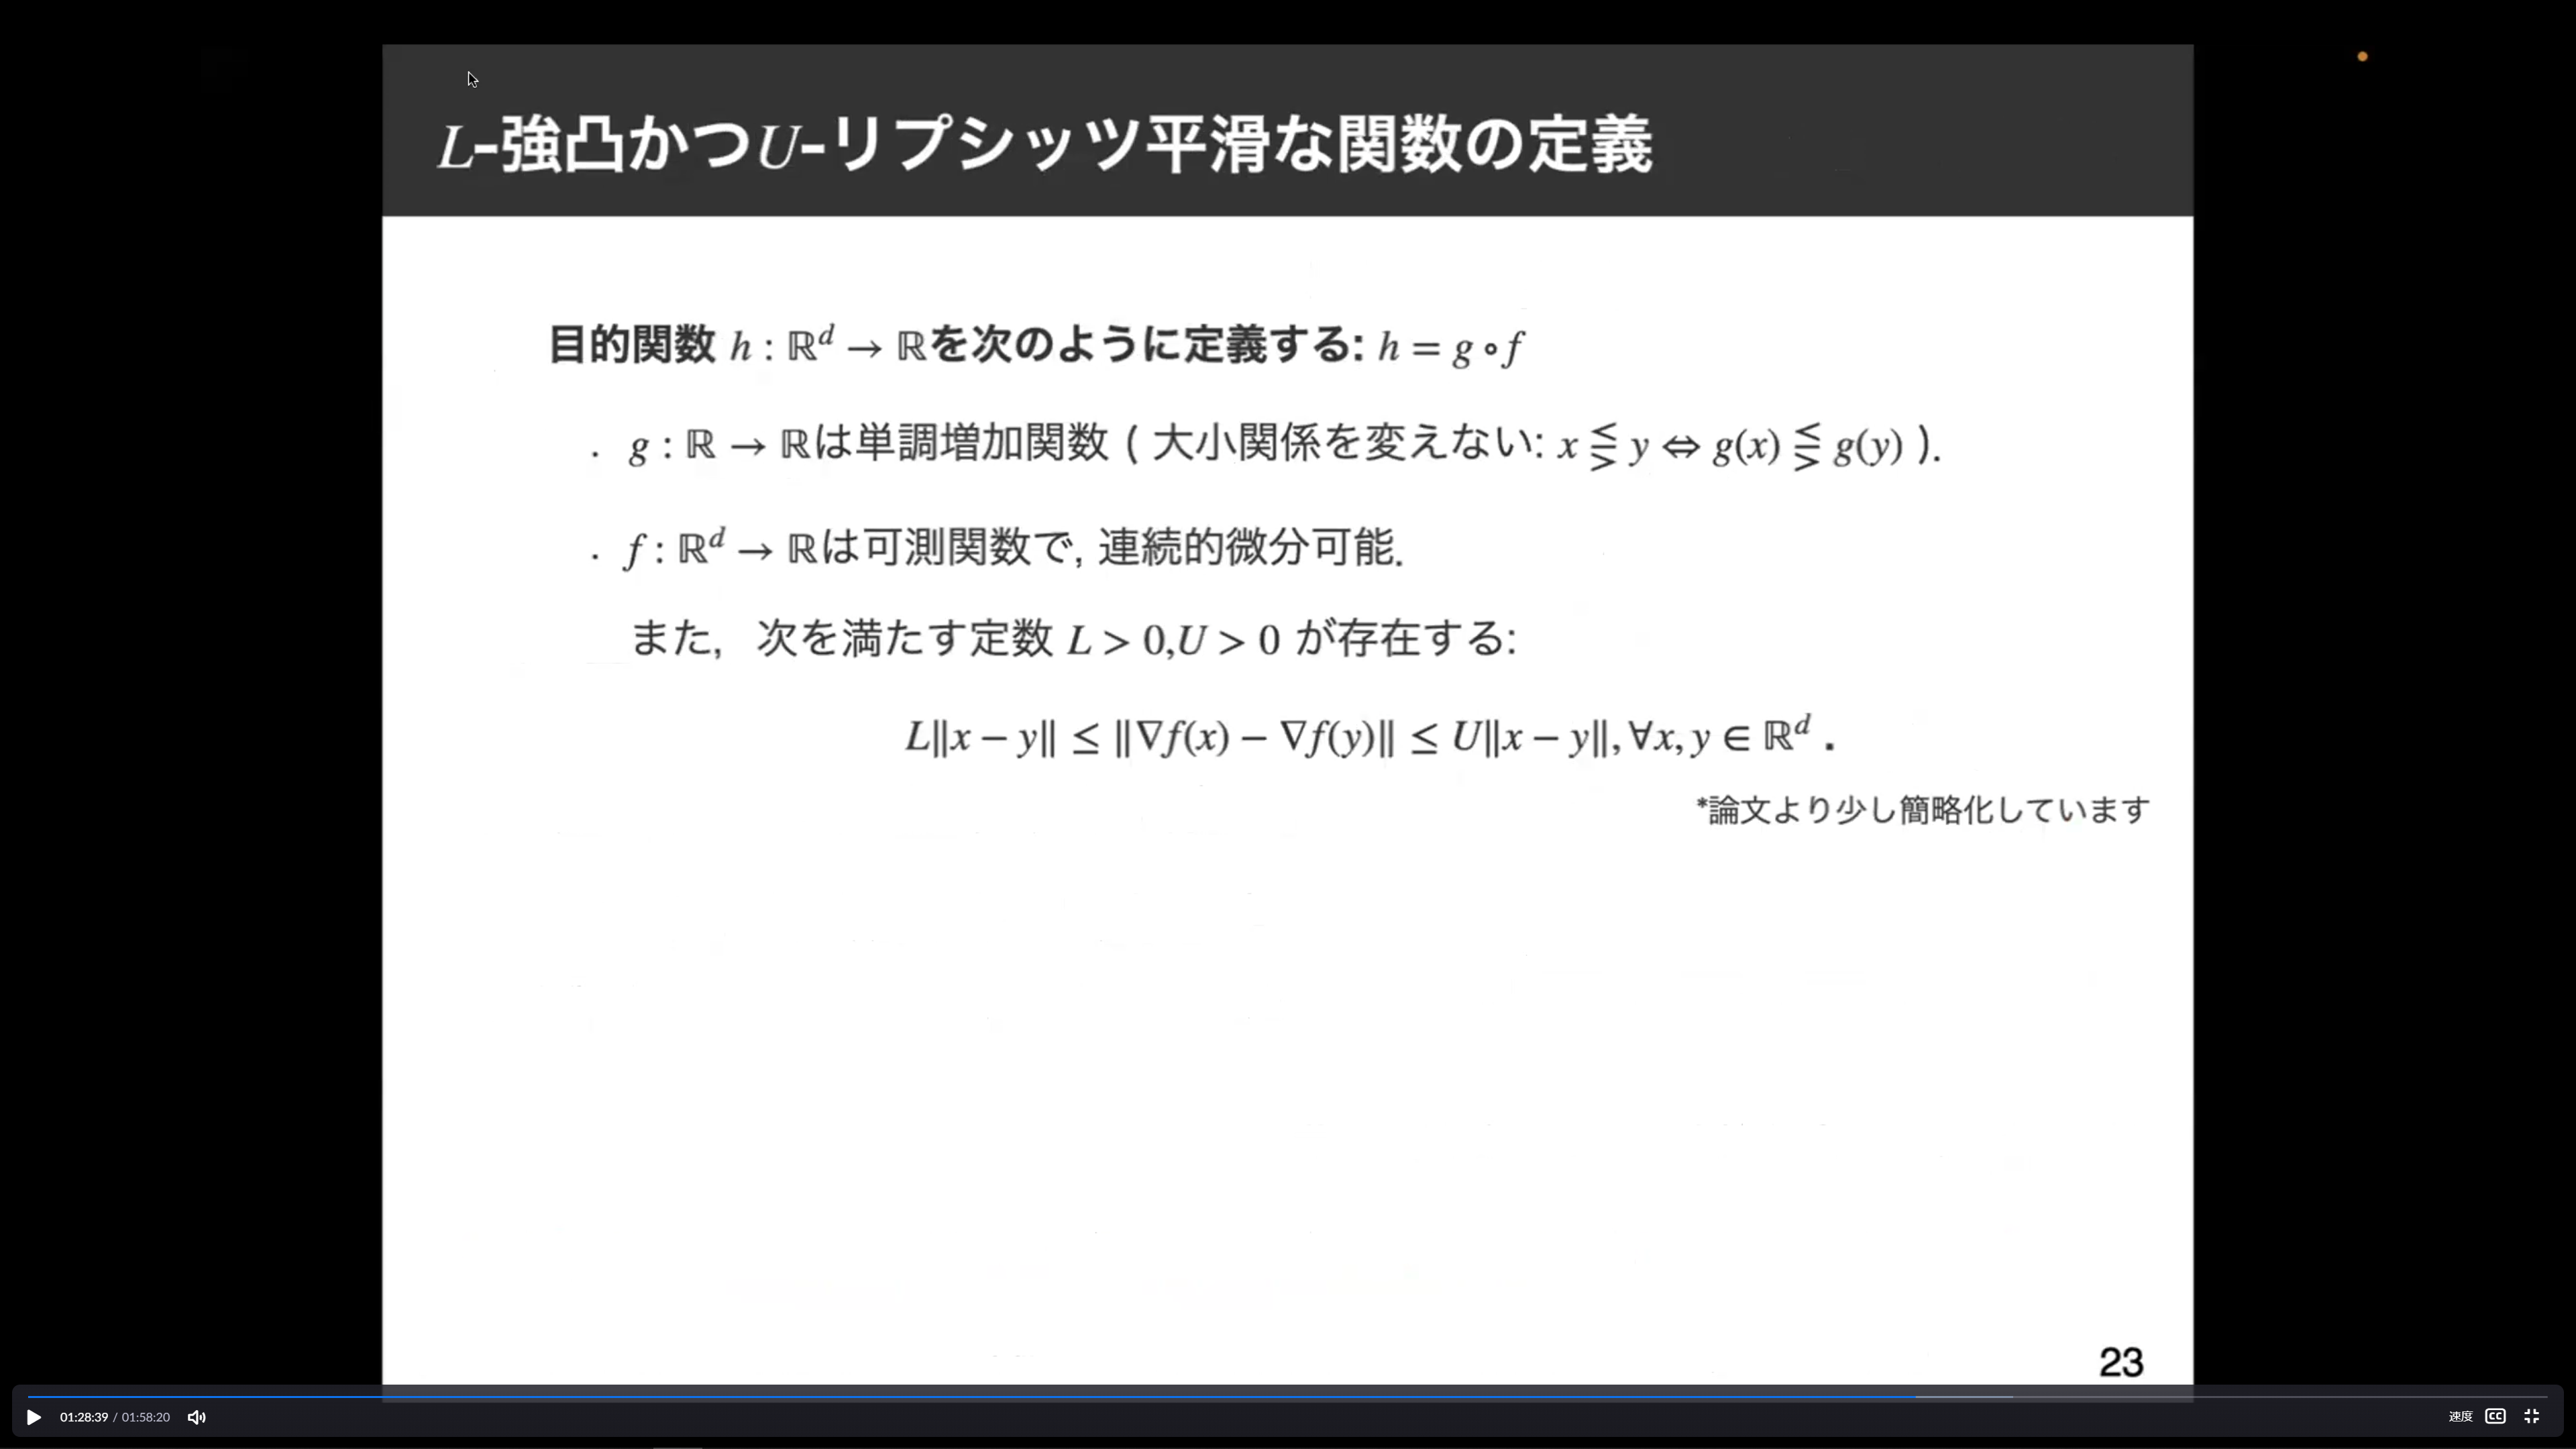 L-強凸かつU-リプシッツ平滑な関数の定義
目的関数 h : ℝᵈ → ℝを次のように定義する: h = g ∘ f
. g : ℝ → ℝは単調増加関数 ( 大小関係を変えない: x ⪋ y ⇔ g(x) ⪋ g(y) ).
. f : ℝᵈ → ℝは可測関数で, 連続的微分可能.
また, 次を満たす定数 L > 0,U > 0 が存在する:
L‖x − y‖ ≤ ‖∇f(x) − ∇f(y)‖ ≤ U‖x − y‖, ∀x, y ∈ ℝᵈ .
*論文より少し簡略化しています
23
01:28:39 / 01:58:20
速度 CC